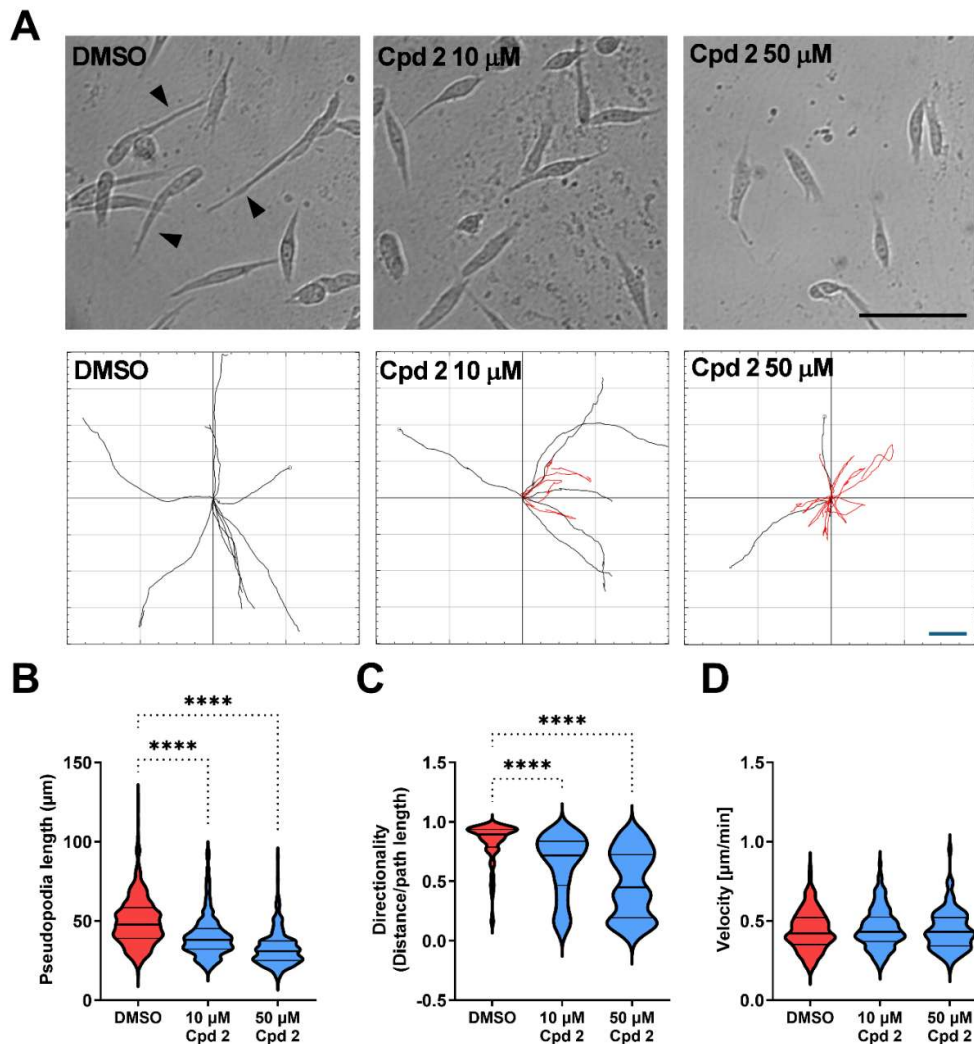 A
DMSO
Cpd 2 10 μM
Cpd 2 50 μM
DMSO
Cpd 2 10 μM
Cpd 2 50 μM
B
****
****
Pseudopodia length (μm)
150
100
50
0
DMSO
10 μM
Cpd 2
50 μM
Cpd 2
C
****
****
Directionality
(Distance/path length)
1.5
1.0
0.5
0.0
-0.5
DMSO
10 μM
Cpd 2
50 μM
Cpd 2
D
Velocity [μm/min]
1.5
1.0
0.5
0.0
DMSO
10 μM
Cpd 2
50 μM
Cpd 2